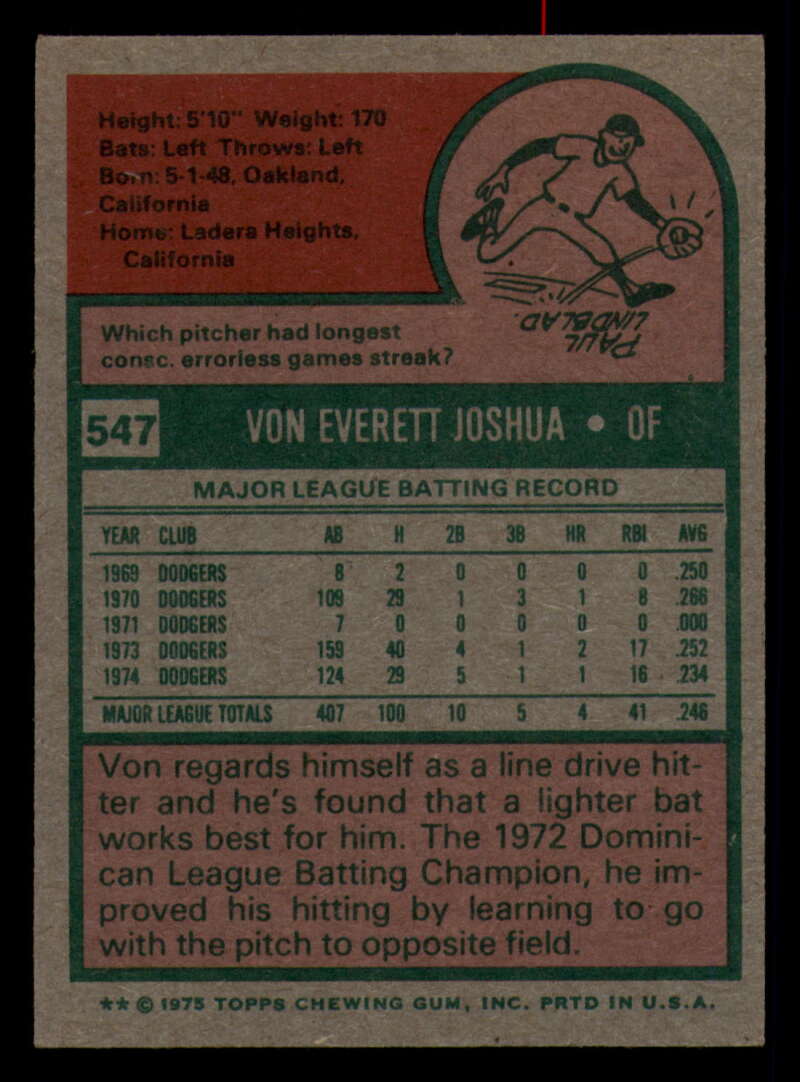 Height: 5'10" Weight: 170
Bats: Left Throws: Left
Born: 5-1-48, Oakland,
California
Home: Ladera Heights,
California
PAUL
LINDBLAD.
Which pitcher had longest
consc. errorless games streak?
547 VON EVERETT JOSHUA • OF
MAJOR LEAGUE BATTING RECORD
YEAR CLUB AB H 2B 3B HR RBI AVG
1969 DODGERS 8 2 0 0 0 0 .250
1970 DODGERS 109 29 1 3 1 8 .266
1971 DODGERS 7 0 0 0 0 0 .000
1973 DODGERS 159 40 4 1 2 17 .252
1974 DODGERS 124 29 5 1 1 16 .234
MAJOR LEAGUE TOTALS 407 100 10 5 4 41 .246
Von regards himself as a line drive hit-
ter and he's found that a lighter bat
works best for him. The 1972 Domini-
can League Batting Champion, he im-
proved his hitting by learning to go
with the pitch to opposite field.
** © 1975 TOPPS CHEWING GUM, INC. PRTD IN U.S.A.